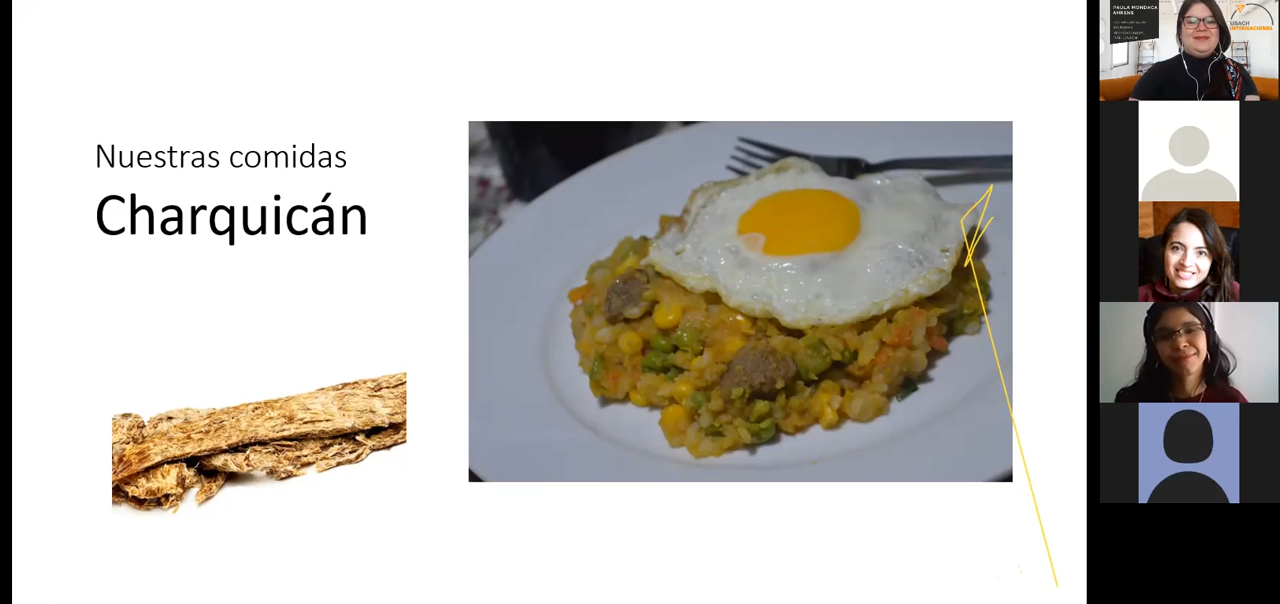 Nuestras comidas
Charquicán
PAULA MONDACA
AHRENS
USACH
INTERNACIONAL